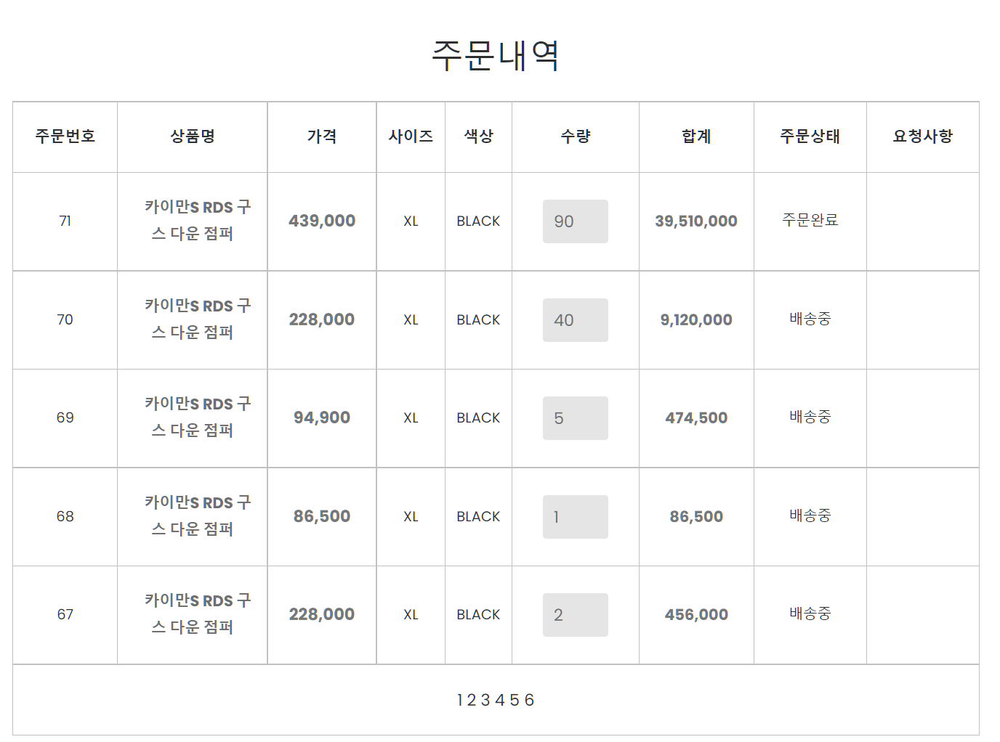 주문내역
주문번호 상품명 가격 사이즈 색상 수량 합계 주문상태 요청사항
카이만S RDS 구
71 439,000 XL BLACK 90 39,510,000 주문완료
스 다운 점퍼
카이만S RDS 구
70 228,000 XL BLACK 40 9,120,000 배송중
스 다운 점퍼
카이만S RDS 구
69 94,900 XL BLACK 5 474,500 배송중
스 다운 점퍼
카이만S RDS 구
68 86,500 XL BLACK 1 86,500 배송중
스 다운 점퍼
카이만S RDS 구
67 228,000 XL BLACK 2 456,000 배송중
스 다운 점퍼
1 2 3 4 5 6